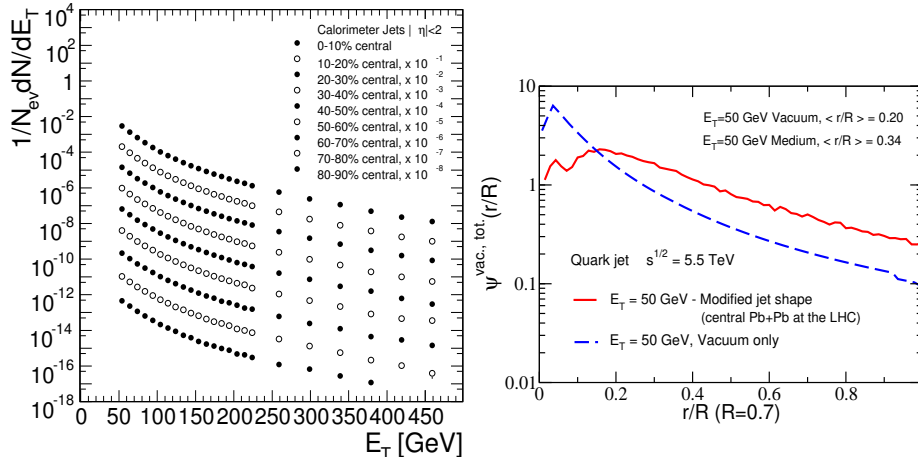 1/N_ev dN/dE_T
10^4
10^2
1
10^-2
10^-4
10^-6
10^-8
10^-10
10^-12
10^-14
10^-16
10^-18
Calorimeter Jets | η|<2
0-10% central
10-20% central, x 10^-1
20-30% central, x 10^-2
30-40% central, x 10^-3
40-50% central, x 10^-4
50-60% central, x 10^-5
60-70% central, x 10^-6
70-80% central, x 10^-7
80-90% central, x 10^-8
0 50 100 150 200 250 300 350 400 450
E_T [GeV]
ψ^vac., tot. (r/R)
10
1
0.1
0.01
E_T=50 GeV Vacuum, < r/R > = 0.20
E_T=50 GeV Medium, < r/R > = 0.34
Quark jet s^1/2 = 5.5 TeV
E_T = 50 GeV - Modified jet shape
(central Pb+Pb at the LHC)
E_T = 50 GeV, Vacuum only
0 0.2 0.4 0.6 0.8
r/R (R=0.7)